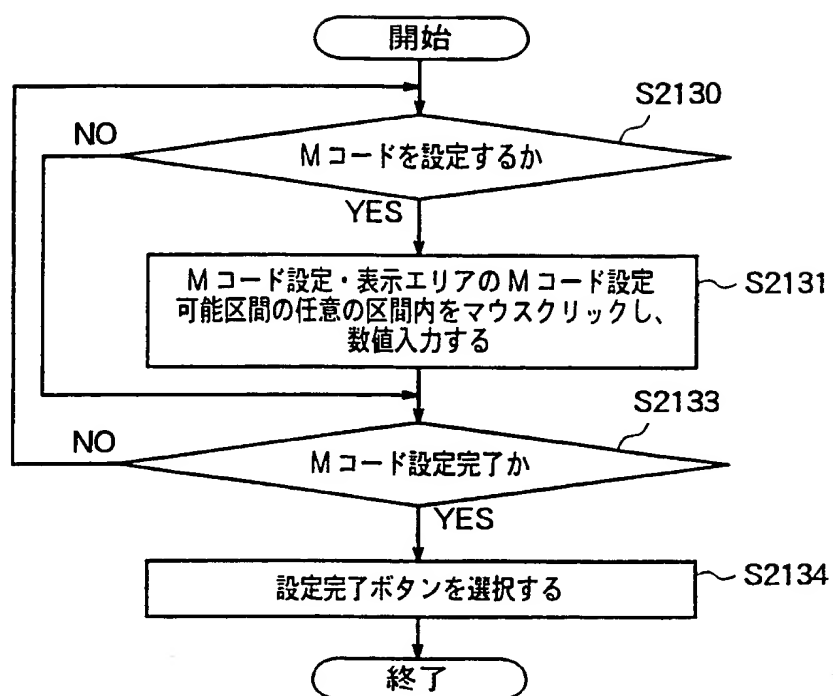 開始
S2130
NO
Mコードを設定するか
YES
Mコード設定・表示エリアのMコード設定
可能区間の任意の区間内をマウスクリックし、
数値入力する
S2131
S2133
NO
Mコード設定完了か
YES
設定完了ボタンを選択する
S2134
終了